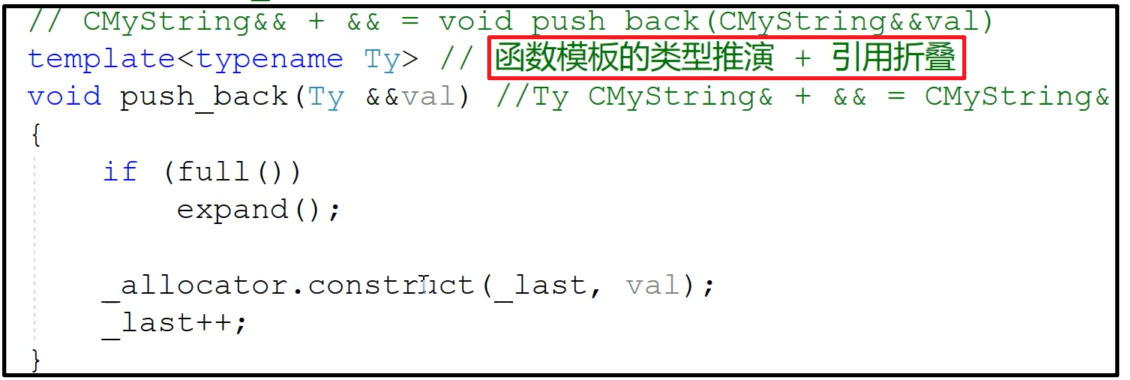 // CMyString&& + && = void push back(CMyString&&val)
template<typename Ty> // 函数模板的类型推演 + 引用折叠
void push_back(Ty &&val) //Ty CMyString& + && = CMyString&
{
if (full())
expand();
_allocator.construct(_last, val);
_last++;
}